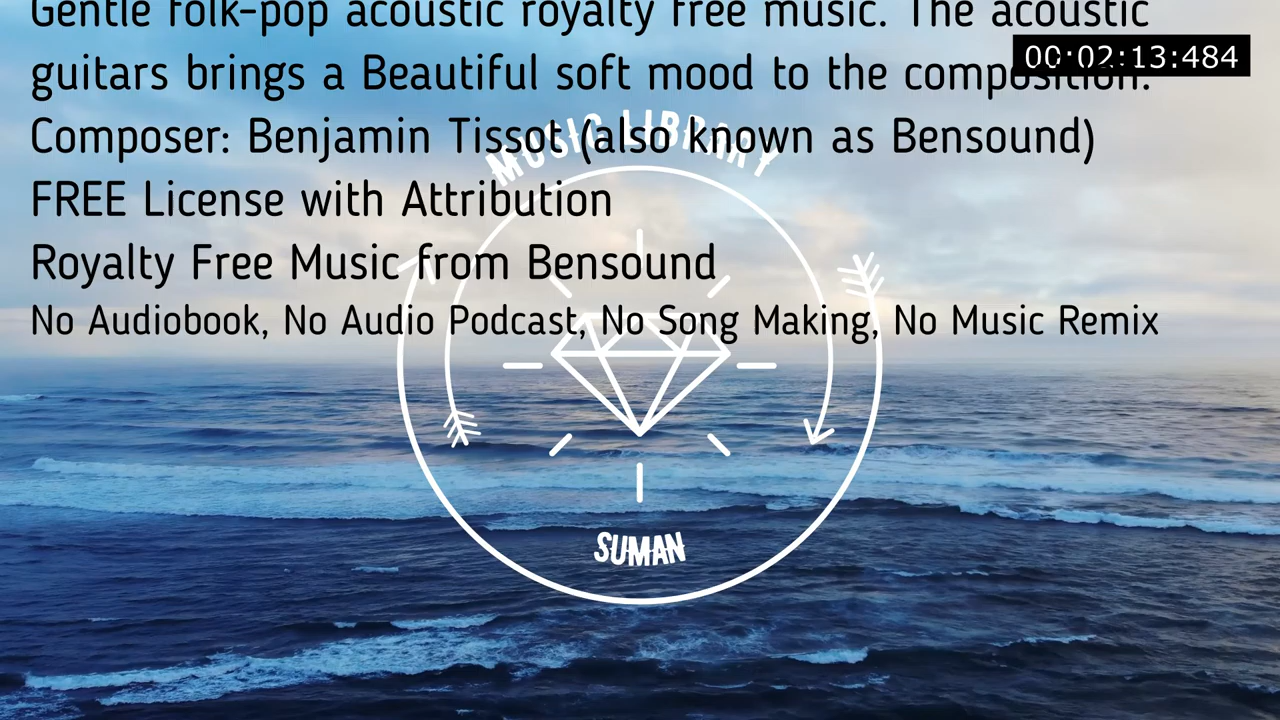 Gentle folk-pop acoustic royalty free music. The acoustic
00:02:13:484
guitars brings a Beautiful soft mood to the composition.
MUSIC LIBRARY
Composer: Benjamin Tissot (also known as Bensound)
FREE License with Attribution
Royalty Free Music from Bensound
No Audiobook, No Audio Podcast, No Song Making, No Music Remix
SUMAN